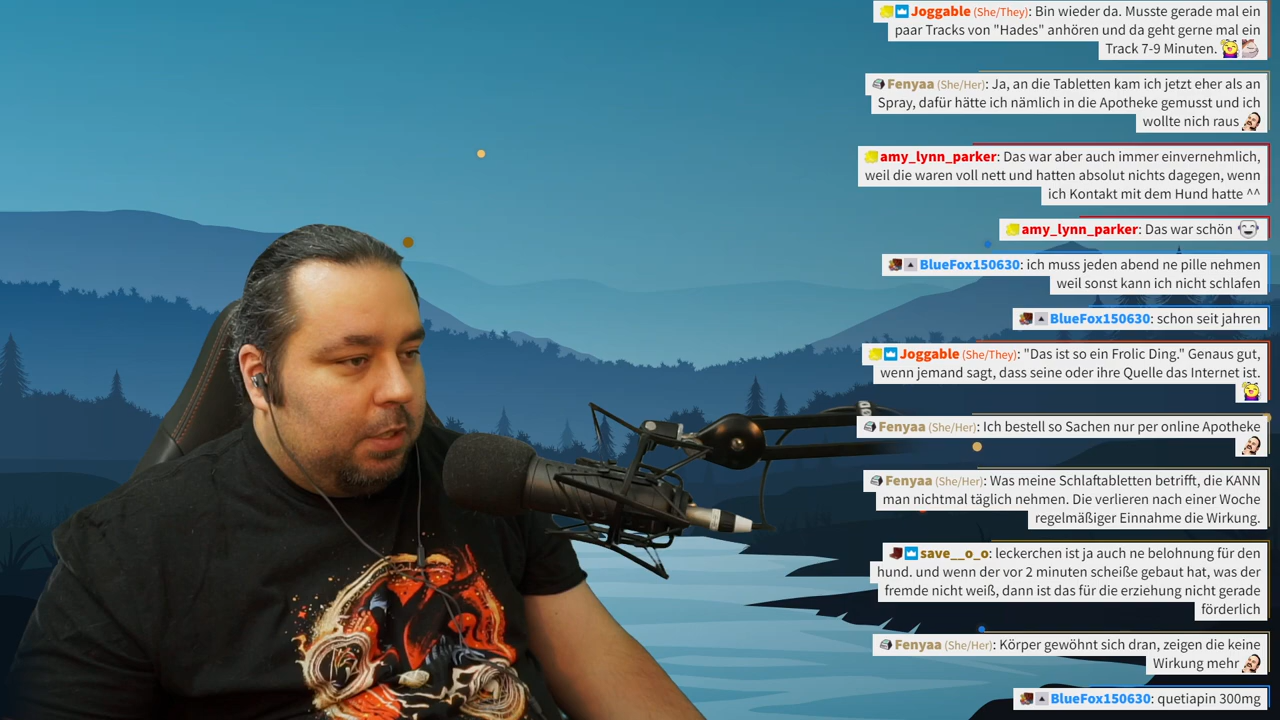 Joggable (She/They): Bin wieder da. Musste gerade mal ein
paar Tracks von "Hades" anhören und da geht gerne mal ein
Track 7-9 Minuten.
Fenyaa (She/Her): Ja, an die Tabletten kam ich jetzt eher als an
Spray, dafür hätte ich nämlich in die Apotheke gemusst und ich
wollte nich raus
amy_lynn_parker: Das war aber auch immer einvernehmlich,
weil die waren voll nett und hatten absolut nichts dagegen, wenn
ich Kontakt mit dem Hund hatte ^^
amy_lynn_parker: Das war schön
BlueFox150630: ich muss jeden abend ne pille nehmen
weil sonst kann ich nicht schlafen
BlueFox150630: schon seit jahren
Joggable (She/They): "Das ist so ein Frolic Ding." Genaus gut,
wenn jemand sagt, dass seine oder ihre Quelle das Internet ist.
Fenyaa (She/Her): Ich bestell so Sachen nur per online Apotheke
Fenyaa (She/Her): Was meine Schlaftabletten betrifft, die KANN
man nichtmal täglich nehmen. Die verlieren nach einer Woche
regelmäßiger Einnahme die Wirkung.
save__o_o: leckerchen ist ja auch ne belohnung für den
hund. und wenn der vor 2 minuten scheiße gebaut hat, was der
fremde nicht weiß, dann ist das für die erziehung nicht gerade
förderlich
Fenyaa (She/Her): Körper gewöhnt sich dran, zeigen die keine
Wirkung mehr
BlueFox150630: quetiapin 300mg